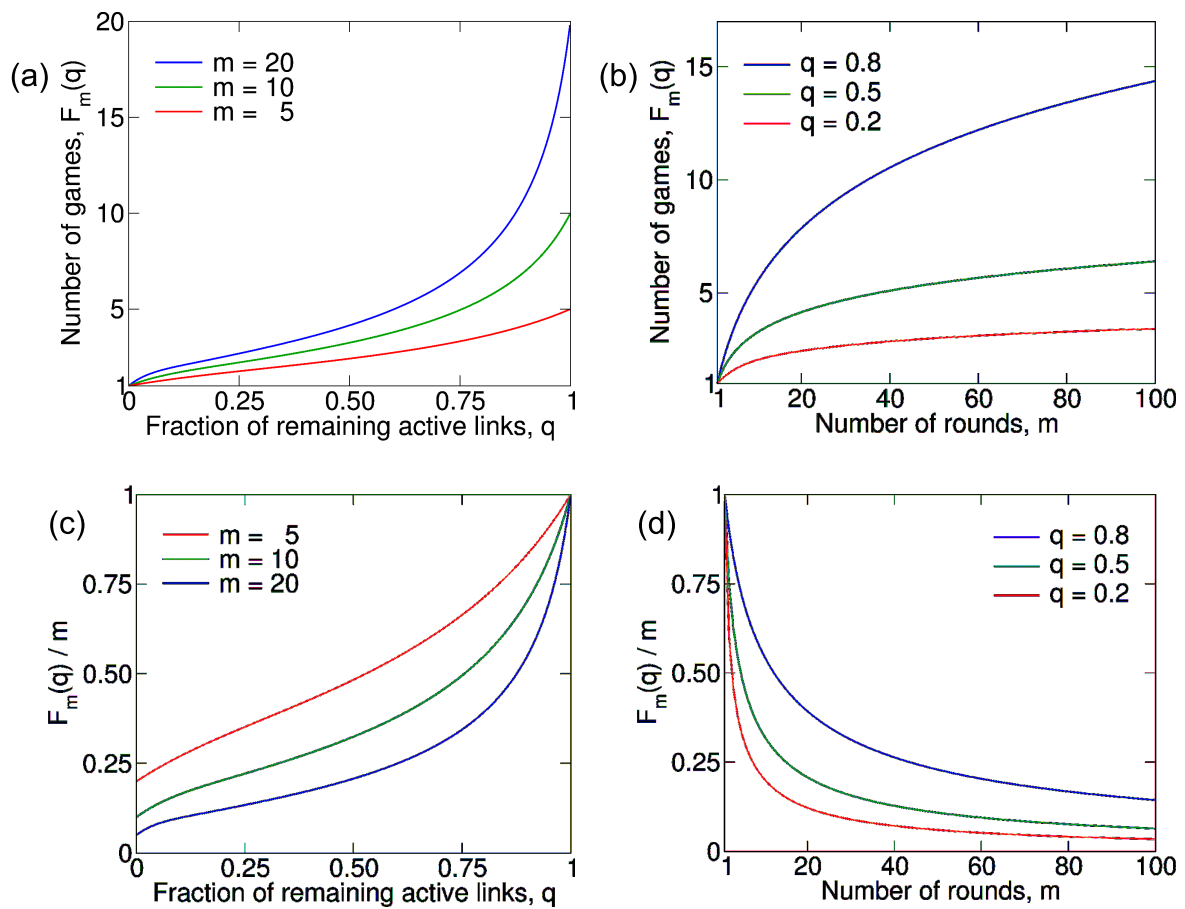 (a)
Number of games, F_m(q)
20
15
10
5
1
m = 20
m = 10
m = 5
0
0.25
0.50
0.75
1
Fraction of remaining active links, q
(b)
Number of games, F_m(q)
15
10
5
1
q = 0.8
q = 0.5
q = 0.2
1
20
40
60
80
100
Number of rounds, m
(c)
F_m(q) / m
1
0.75
0.50
0.25
0
m = 5
m = 10
m = 20
0
0.25
0.50
0.75
1
Fraction of remaining active links, q
(d)
F_m(q) / m
1
0.75
0.50
0.25
0
q = 0.8
q = 0.5
q = 0.2
1
20
40
60
80
100
Number of rounds, m